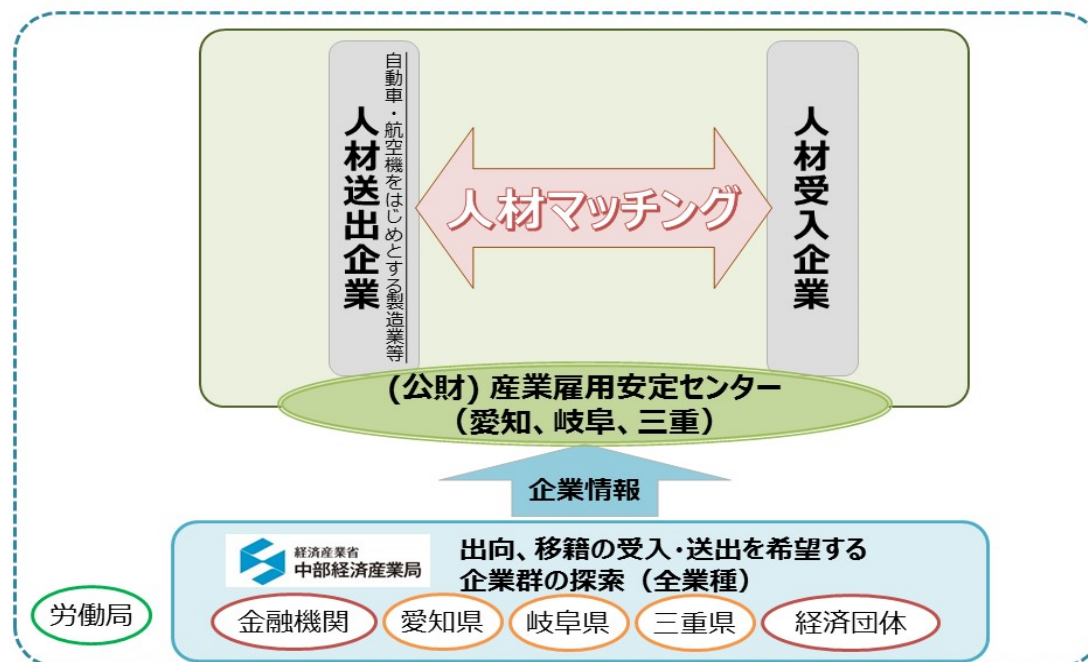 人材送出企業
自動車・航空機をはじめとする製造業等
人材マッチング
人材受入企業
(公財) 産業雇用安定センター
（愛知、岐阜、三重）
企業情報
経済産業省
中部経済産業局
出向、移籍の受入・送出を希望する
企業群の探索（全業種）
労働局
金融機関
愛知県
岐阜県
三重県
経済団体